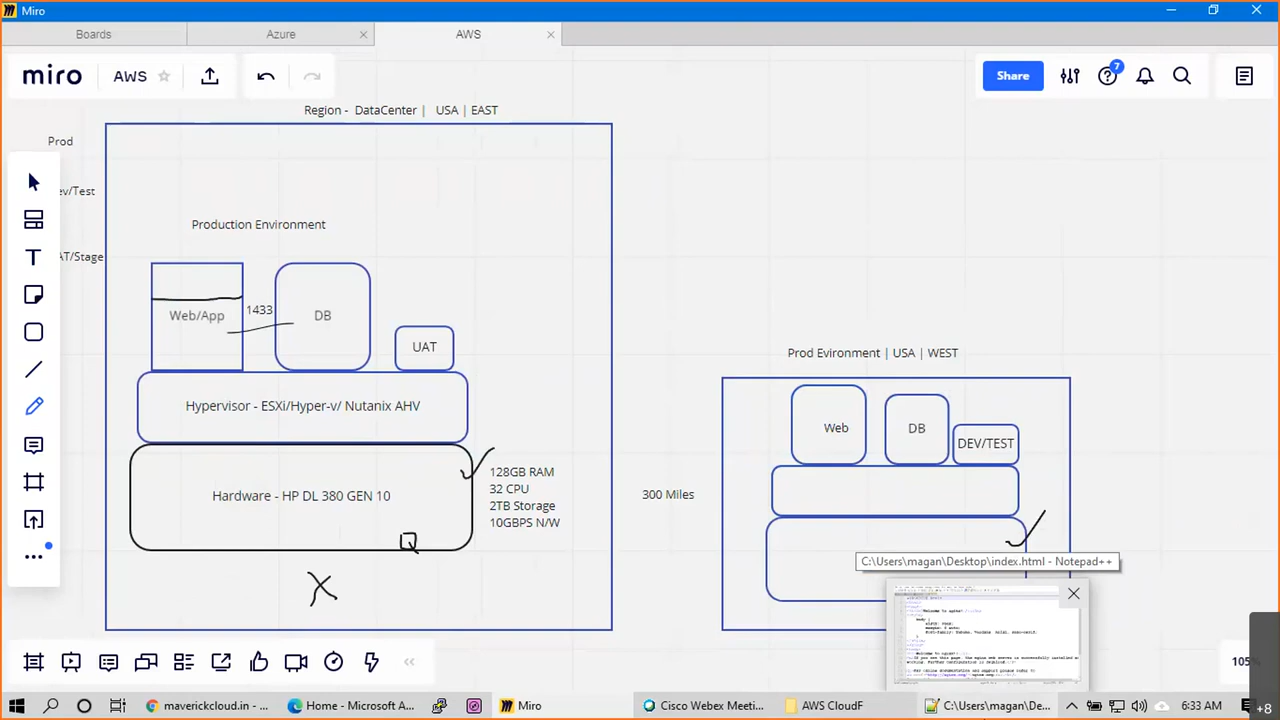 Miro
Boards
Azure
AWS
miro
AWS
Share
7
Region - DataCenter | USA | EAST
Prod
ev/Test
AT/Stage
Production Environment
Web/App
1433
DB
UAT
Hypervisor - ESXi/Hyper-v/ Nutanix AHV
Hardware - HP DL 380 GEN 10
128GB RAM
32 CPU
2TB Storage
10GBPS N/W
X
300 Miles
Prod Evironment | USA | WEST
Web
DB
DEV/TEST
C:\Users\magan\Desktop\index.html - Notepad++
105
maverickcloud.in - ...
Home - Microsoft A...
Miro
Cisco Webex Meeti...
AWS CloudF
C:\Users\magan\De...
6:33 AM
+8